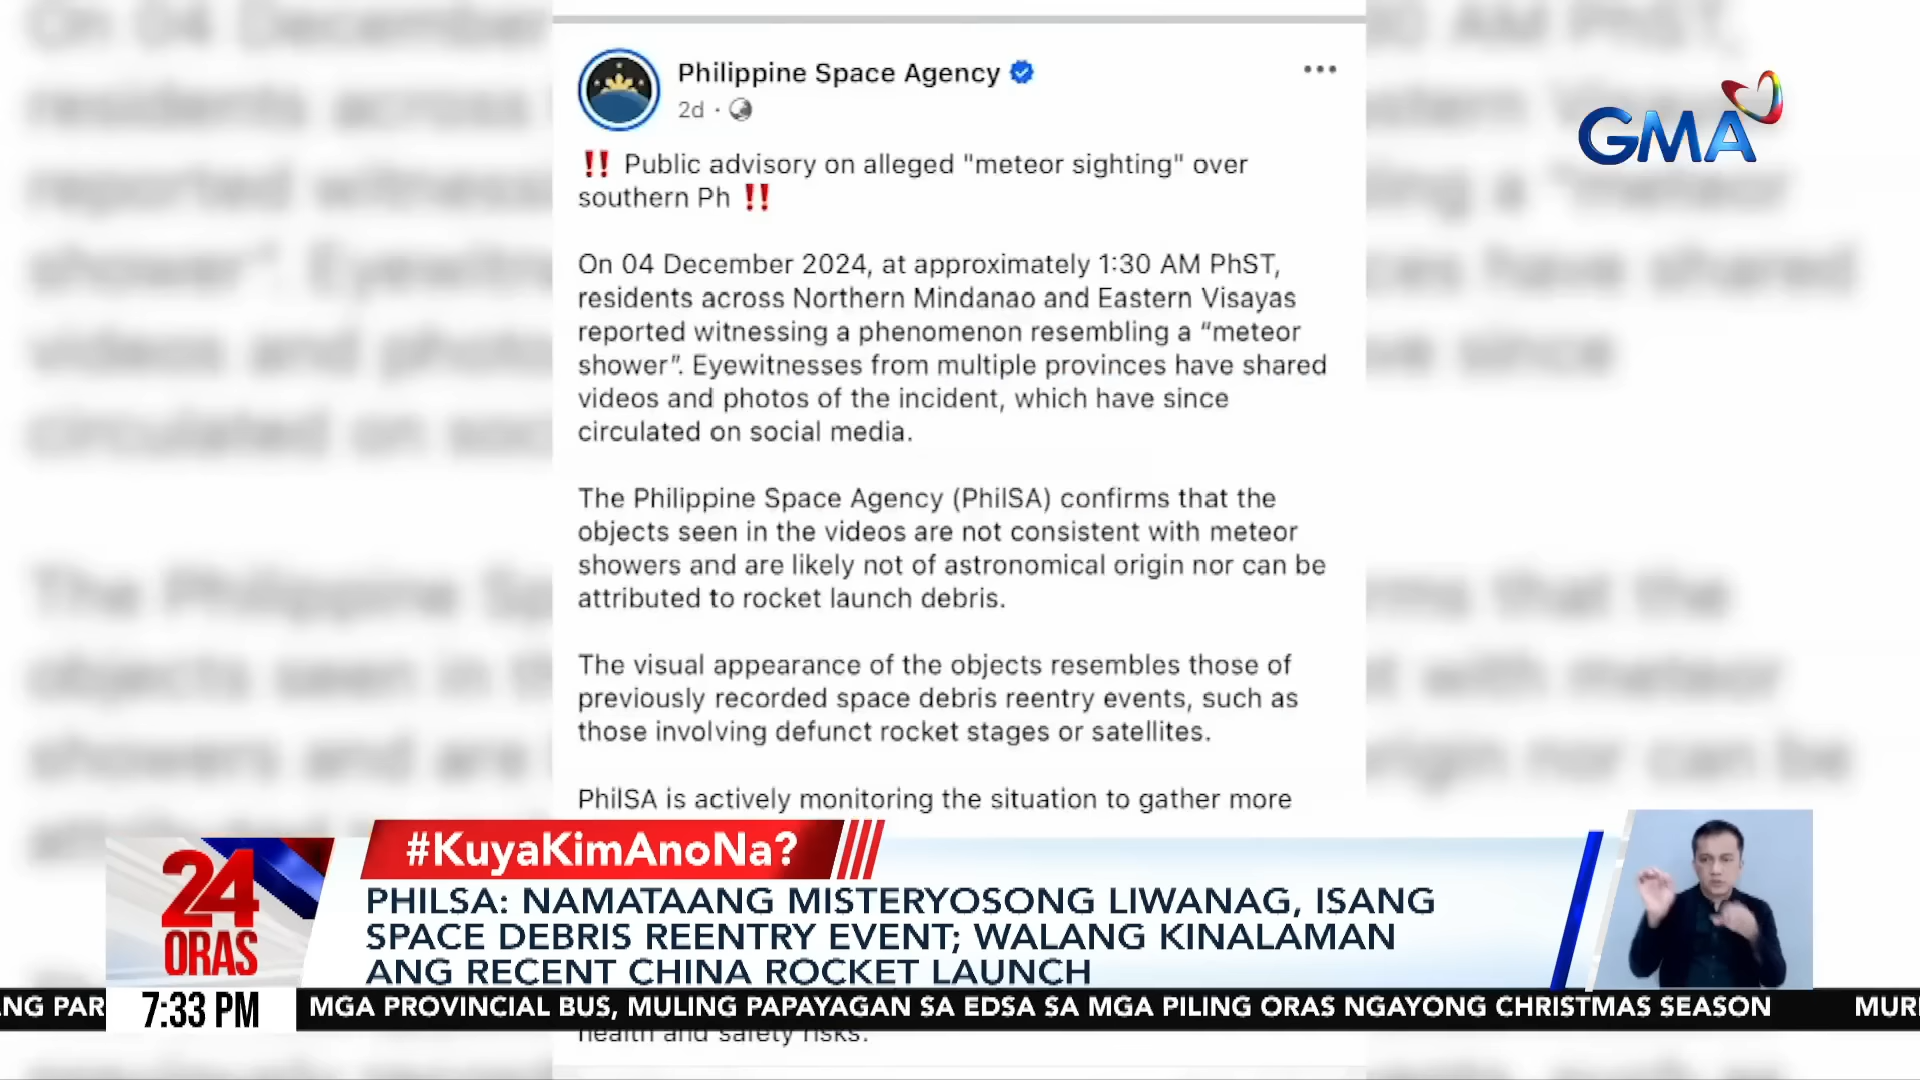 Philippine Space Agency
2d ·
‼ Public advisory on alleged "meteor sighting" over
southern Ph ‼
On 04 December 2024, at approximately 1:30 AM PhST,
residents across Northern Mindanao and Eastern Visayas
reported witnessing a phenomenon resembling a “meteor
shower”. Eyewitnesses from multiple provinces have shared
videos and photos of the incident, which have since
circulated on social media.
The Philippine Space Agency (PhilSA) confirms that the
objects seen in the videos are not consistent with meteor
showers and are likely not of astronomical origin nor can be
attributed to rocket launch debris.
The visual appearance of the objects resembles those of
previously recorded space debris reentry events, such as
those involving defunct rocket stages or satellites.
PhilSA is actively monitoring the situation to gather more
health and safety risks.
GMA
#KuyaKimAnoNa?
PHILSA: NAMATAANG MISTERYOSONG LIWANAG, ISANG
SPACE DEBRIS REENTRY EVENT; WALANG KINALAMAN
ANG RECENT CHINA ROCKET LAUNCH
24
ORAS
7:33 PM
ANG PAR
MGA PROVINCIAL BUS, MULING PAPAYAGAN SA EDSA SA MGA PILING ORAS NGAYONG CHRISTMAS SEASON